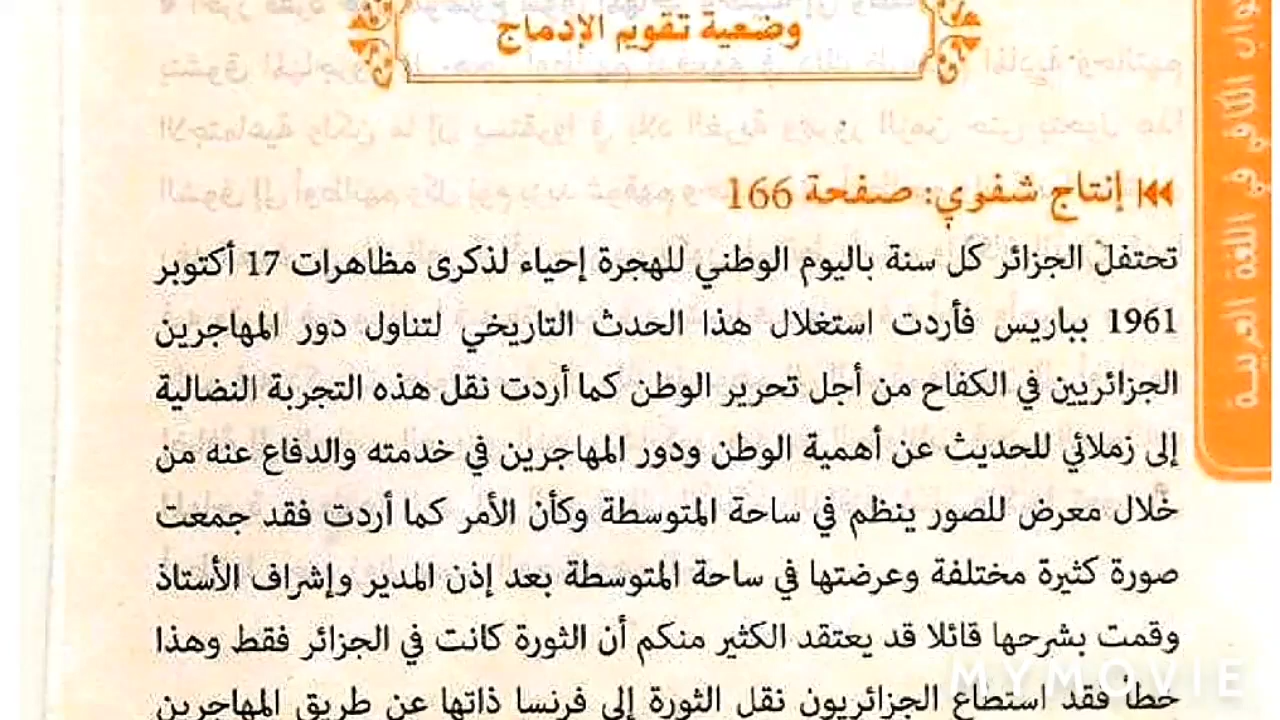 وضعية تقويم الإدماج
إنتاج شفوي: صفحة 166
تحتفل الجزائر كل سنة باليوم الوطني للهجرة إحياء لذكرى مظاهرات 17 أكتوبر
1961 بباريس فأردت استغلال هذا الحدث التاريخي لتناول دور المهاجرين
الجزائريين في الكفاح من أجل تحرير الوطن كما أردت نقل هذه التجربة النضالية
إلى زملائي للحديث عن أهمية الوطن ودور المهاجرين في خدمته والدفاع عنه من
خلال معرض للصور ينظم في ساحة المتوسطة وكأن الأمر كما أردت فقد جمعت
صورة كثيرة مختلفة وعرضتها في ساحة المتوسطة بعد إذن المدير وإشراف الأستاذ
وقمت بشرحها قائلا قد يعتقد الكثير منكم أن الثورة كانت في الجزائر فقط وهذا
خطأ فقد استطاع الجزائريون نقل الثورة إلى فرنسا ذاتها عن طريق المهاجرين
في اللغة العربية
MYMOVIE